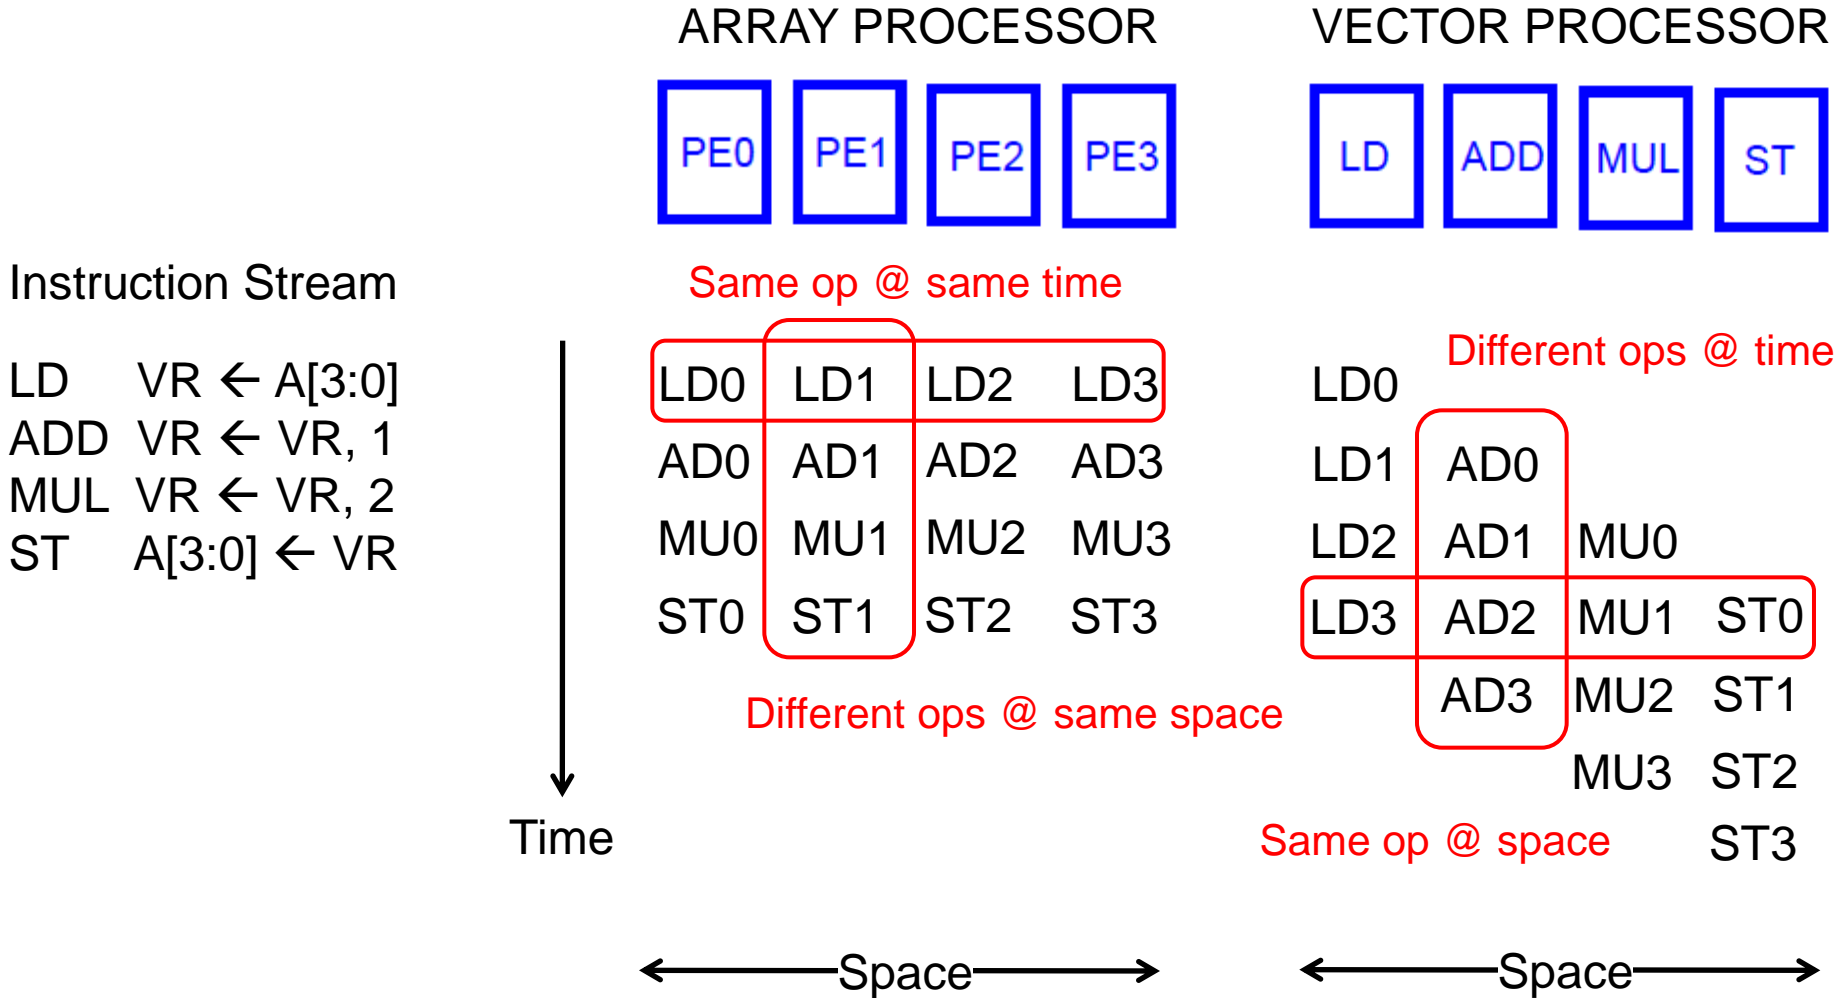 ARRAY PROCESSOR VECTOR PROCESSOR
PE0 PE1 PE2 PE3 LD ADD MUL ST
Instruction Stream Same op @ same time
Different ops @ time
LD VR ← A[3:0] LD0 LD1 LD2 LD3 LD0
ADD VR ← VR, 1 AD0 AD1 AD2 AD3 LD1 AD0
MUL VR ← VR, 2 MU0 MU1 MU2 MU3 LD2 AD1 MU0
ST A[3:0] ← VR ST0 ST1 ST2 ST3 LD3 AD2 MU1 ST0
Different ops @ same space AD3 MU2 ST1
MU3 ST2
Time Same op @ space ST3
Space Space